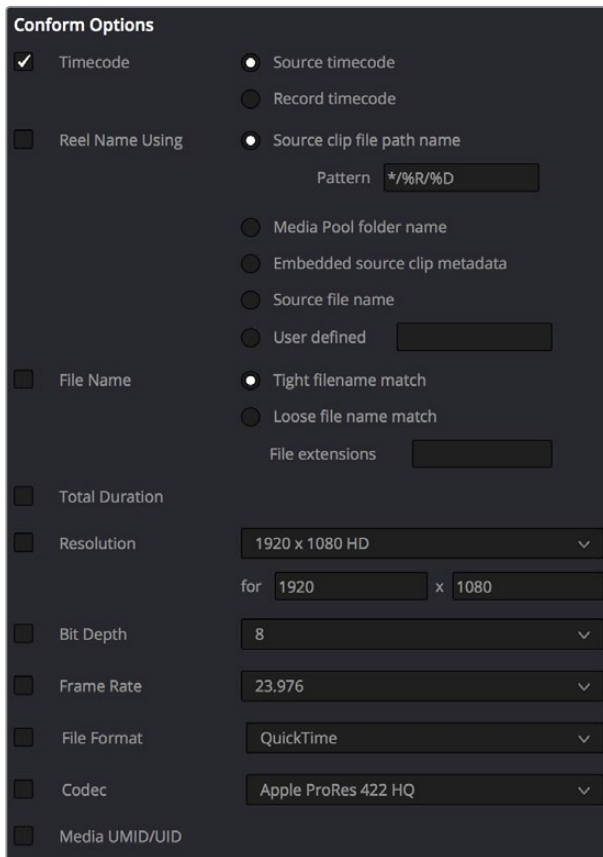 Conform Options
Timecode Source timecode
Record timecode
Reel Name Using Source clip file path name
Pattern */%R/%D
Media Pool folder name
Embedded source clip metadata
Source file name
User defined
File Name Tight filename match
Loose file name match
File extensions
Total Duration
Resolution 1920 x 1080 HD
for 1920 x 1080
Bit Depth 8
Frame Rate 23.976
File Format QuickTime
Codec Apple ProRes 422 HQ
Media UMID/UID